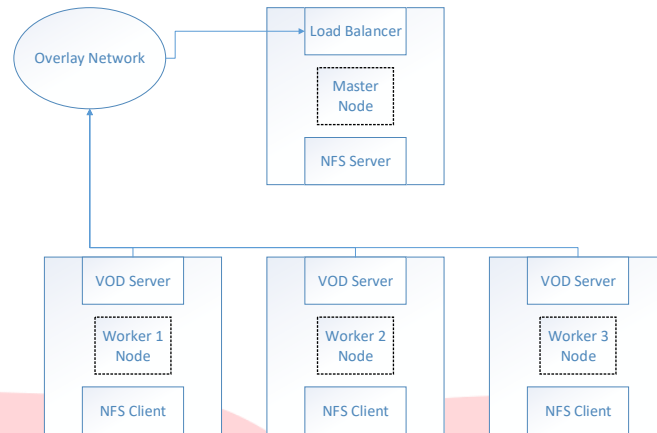 Load Balancer
Overlay Network
Master
Node
NFS Server
VOD Server
VOD Server
VOD Server
Worker 1
Node
Worker 2
Node
Worker 3
Node
NFS Client
NFS Client
NFS Client